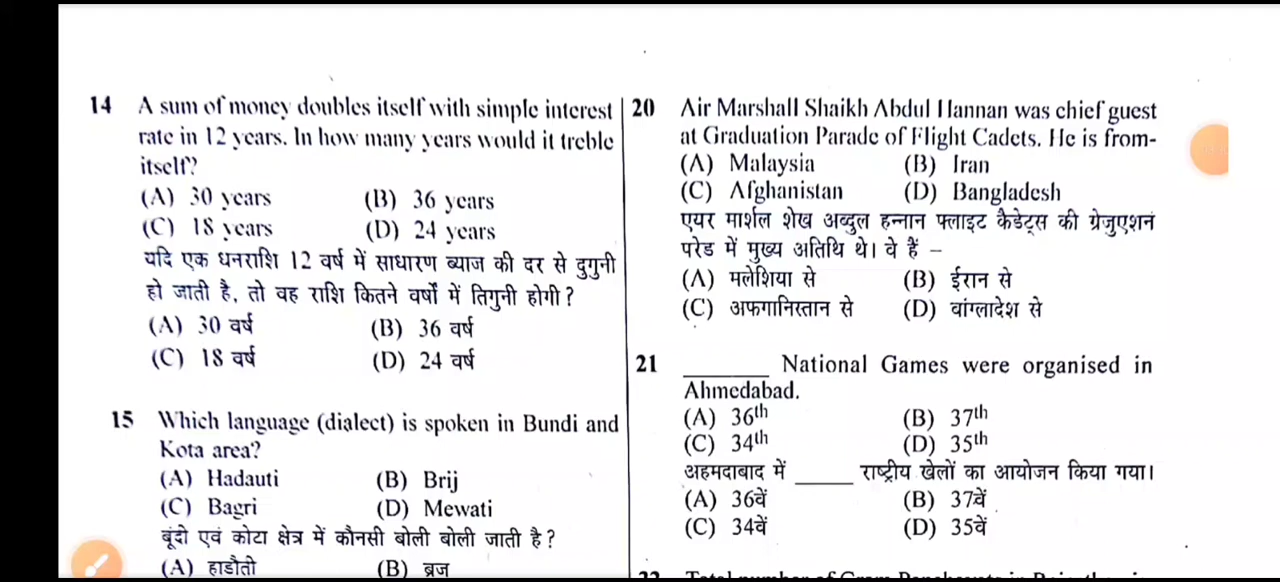 14 A sum of money doubles itself with simple interest
rate in 12 years. In how many years would it treble
itself?
(A) 30 years (B) 36 years
(C) 18 years (D) 24 years
यदि एक धनराशि 12 वर्ष में साधारण ब्याज की दर से दुगुनी
हो जाती है, तो वह राशि कितने वर्षों में तिगुनी होगी ?
(A) 30 वर्ष (B) 36 वर्ष
(C) 18 वर्ष (D) 24 वर्ष
15 Which language (dialect) is spoken in Bundi and
Kota area?
(A) Hadauti (B) Brij
(C) Bagri (D) Mewati
बूंदी एवं कोटा क्षेत्र में कौनसी बोली बोली जाती है ?
(A) हाडौती (B) ब्रज
20 Air Marshall Shaikh Abdul Hannan was chief guest
at Graduation Parade of Flight Cadets. He is from-
(A) Malaysia (B) Iran
(C) Afghanistan (D) Bangladesh
एयर मार्शल शेख अब्दुल हन्नान फ्लाइट कैडेट्स की ग्रेजुएशन
परेड में मुख्य अतिथि थे। वे हैं –
(A) मलेशिया से (B) ईरान से
(C) अफगानिस्तान से (D) बांग्लादेश से
21 ________ National Games were organised in
Ahmedabad.
(A) 36th (B) 37th
(C) 34th (D) 35th
अहमदाबाद में ______ राष्ट्रीय खेलों का आयोजन किया गया।
(A) 36वें (B) 37वें
(C) 34वें (D) 35वें